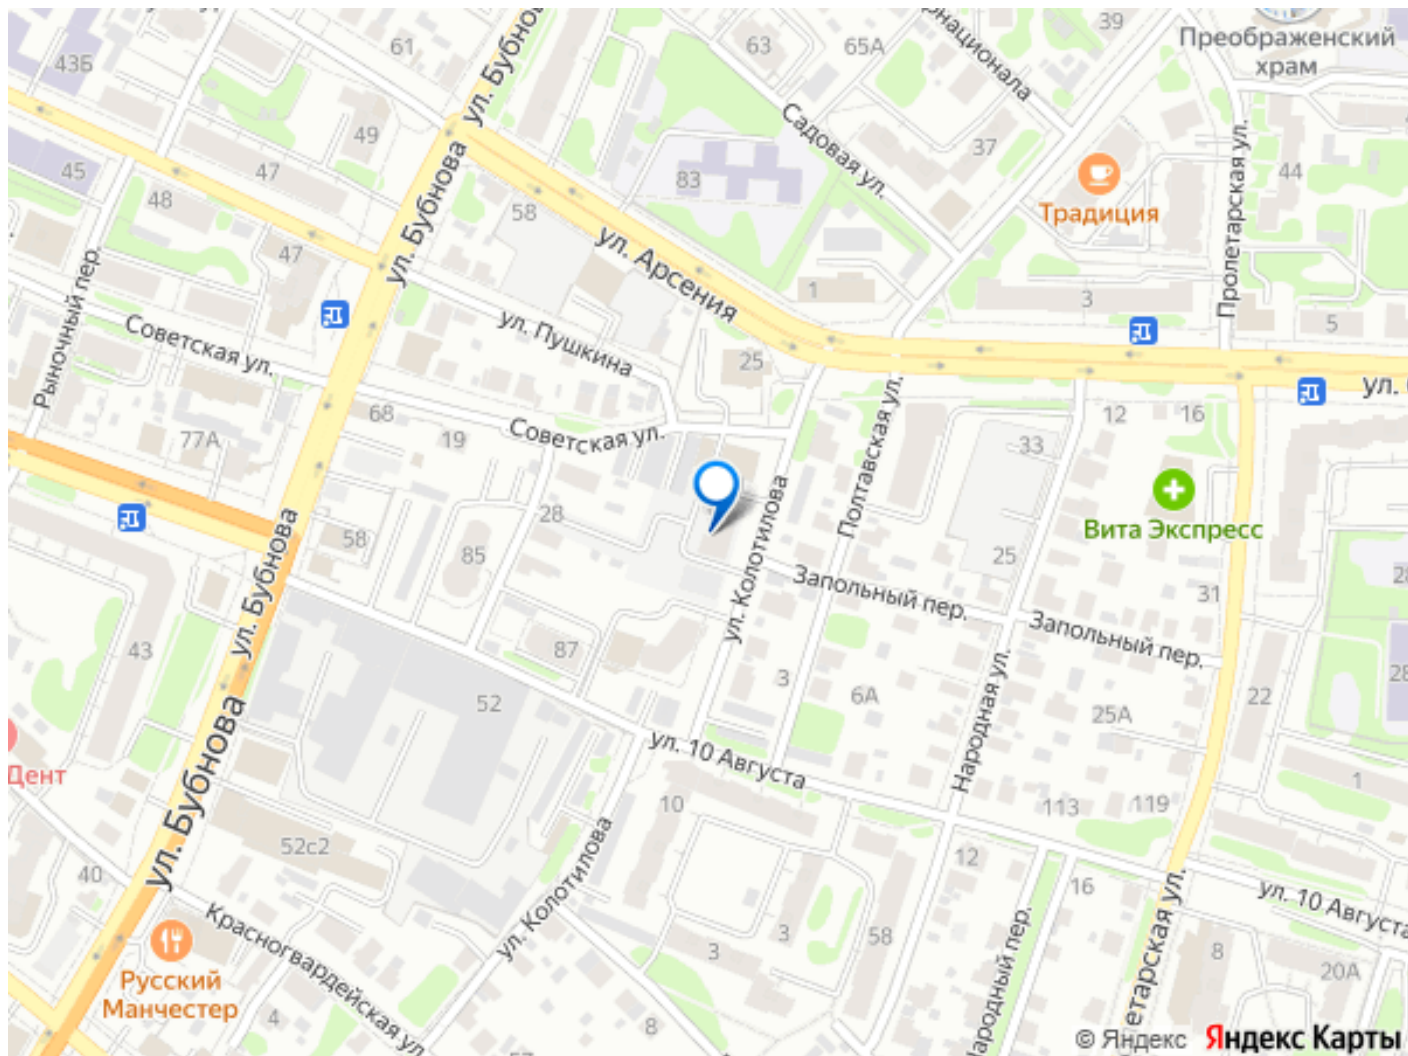 ул. Бубнова
61
63
65А
39
Преображенский
храм
43Б
49
Садовая ул.
37
Пролетарская ул.
44
45
47
ул. Бубнова
83
Традиция
48
58
47
ул. Арсения
Рыночный пер.
1
3
5
Советская ул.
ул. Пушкина
25
ул.
68
Советская ул.
Полтавская ул.
12
16
77А
19
33
ул. Колотилова
Вита Экспресс
28
58
85
25
28
ул. Бубнова
Запольный пер.
31
Запольный пер.
43
87
3
6А
Народная ул.
25А
22
28
52
ул. 10 Августа
Дент
ул. Бубнова
10
113
119
1
52с2
ул. Колотилова
12
40
16
ул. 10 Августа
Красногвардейская ул.
58
3
3
Народный пер.
8
20А
Русский
Манчестер
4
8
© Яндекс Яндекс Карты